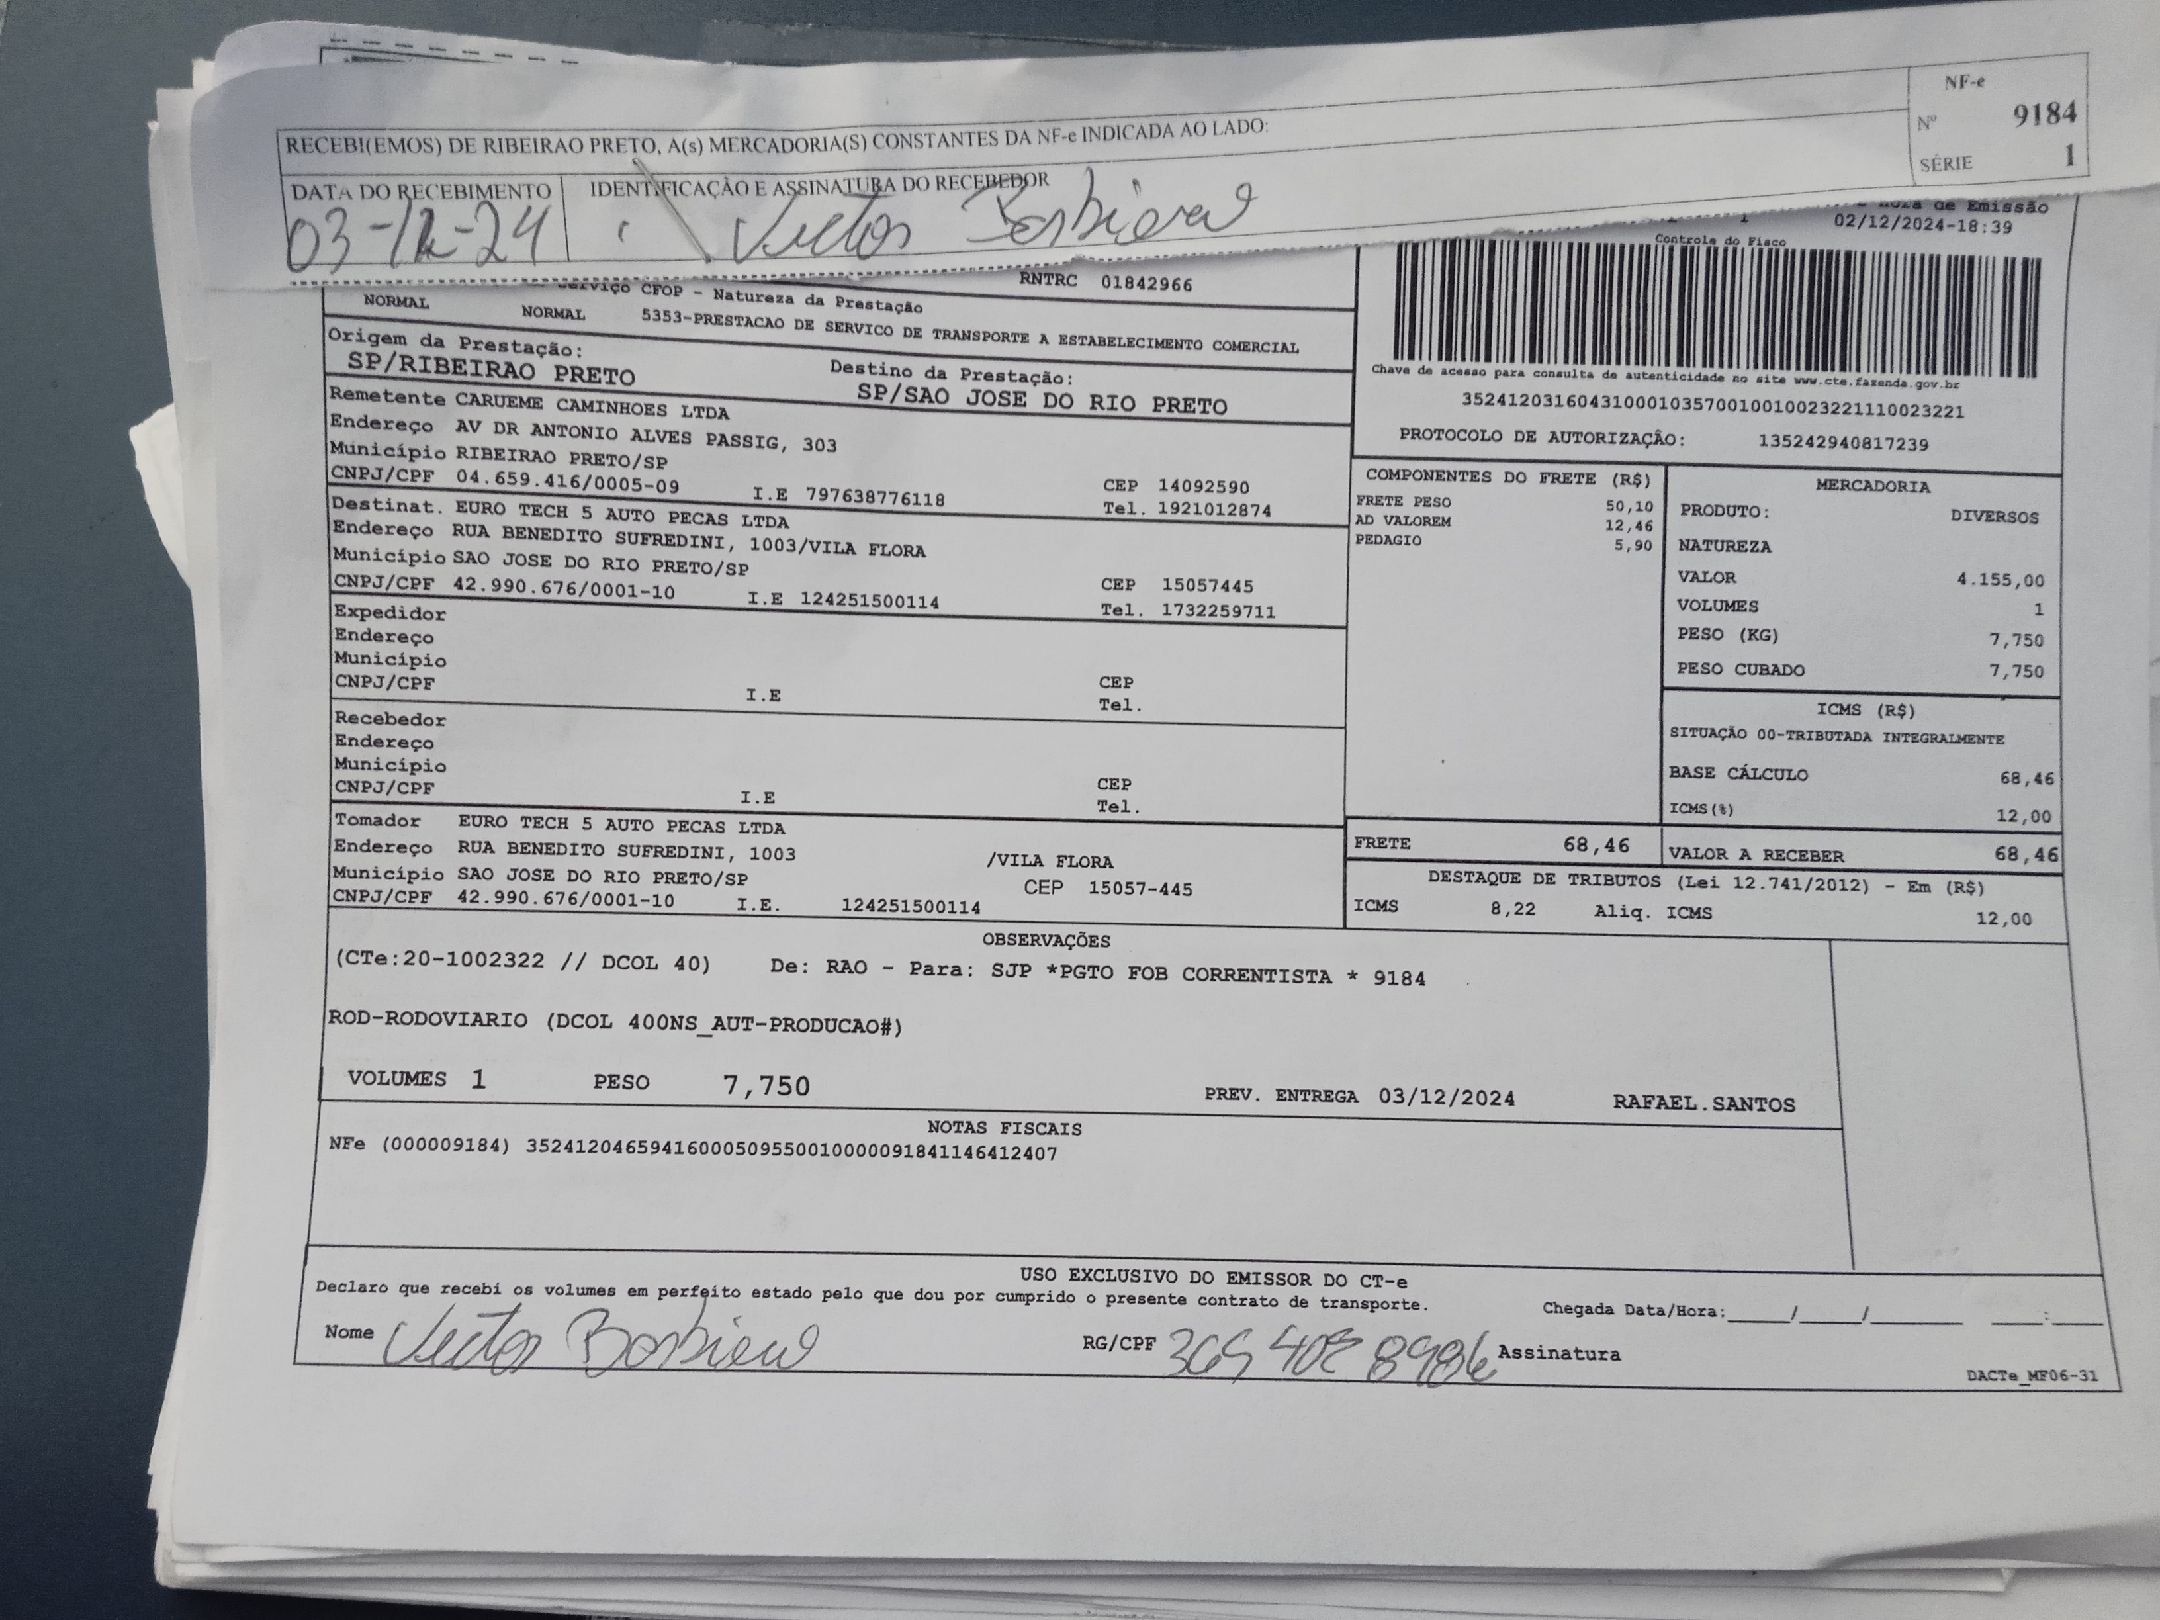 NF-e
Nº 9184
SÉRIE 1
RECEBI(EMOS) DE RIBEIRAO PRETO, A(s) MERCADORIA(S) CONSTANTES DA NF-e INDICADA AO LADO:
DATA DO RECEBIMENTO IDENTIFICAÇÃO E ASSINATURA DO RECEBEDOR
03-12-24 Victor
de Emissão
02/12/2024-18:39
Controle do Fisco
RNTRC 01842966
Serviço CFOP - Natureza da Prestação
NORMAL NORMAL 5353-PRESTACAO DE SERVICO DE TRANSPORTE A ESTABELECIMENTO COMERCIAL
Origem da Prestação: Destino da Prestação:
SP/RIBEIRAO PRETO SP/SAO JOSE DO RIO PRETO
Chave de acesso para consulta de autenticidade no site www.cte.fazenda.gov.br
35241203160431000103570010010023221110023221
PROTOCOLO DE AUTORIZAÇÂO: 135242940817239
Remetente CARUEME CAMINHOES LTDA
Endereço AV DR ANTONIO ALVES PASSIG, 303
Município RIBEIRAO PRETO/SP CEP 14092590
CNPJ/CPF 04.659.416/0005-09 I.E 797638776118 Tel. 1921012874
Destinat. EURO TECH 5 AUTO PECAS LTDA
Endereço RUA BENEDITO SUFREDINI, 1003/VILA FLORA
Município SAO JOSE DO RIO PRETO/SP CEP 15057445
CNPJ/CPF 42.990.676/0001-10 I.E 124251500114 Tel. 1732259711
Expedidor
Endereço
Município CEP
CNPJ/CPF I.E Tel.
Recebedor
Endereço
Município CEP
CNPJ/CPF I.E Tel.
Tomador EURO TECH 5 AUTO PECAS LTDA
Endereço RUA BENEDITO SUFREDINI, 1003 /VILA FLORA
Município SAO JOSE DO RIO PRETO/SP CEP 15057-445
CNPJ/CPF 42.990.676/0001-10 I.E. 124251500114
COMPONENTES DO FRETE (R$)
FRETE PESO 50,10
AD VALOREM 12,46
PEDAGIO 5,90
MERCADORIA
PRODUTO: DIVERSOS
NATUREZA
VALOR 4.155,00
VOLUMES 1
PESO (KG) 7,750
PESO CUBADO 7,750
ICMS (R$)
SITUAÇÃO 00-TRIBUTADA INTEGRALMENTE
BASE CÁLCULO 68,46
ICMS(%) 12,00
FRETE 68,46 VALOR A RECEBER 68,46
DESTAQUE DE TRIBUTOS (Lei 12.741/2012) - Em (R$)
ICMS 8,22 Aliq. ICMS 12,00
OBSERVAÇÕES
(CTe:20-1002322 // DCOL 40) De: RAO - Para: SJP *PGTO FOB CORRENTISTA * 9184
ROD-RODOVIARIO (DCOL 400NS_AUT-PRODUCAO#)
VOLUMES 1 PESO 7,750 PREV. ENTREGA 03/12/2024 RAFAEL.SANTOS
NOTAS FISCAIS
NFe (000009184) 35241204659416000509550010000091841146412407
USO EXCLUSIVO DO EMISSOR DO CT-e
Declaro que recebi os volumes em perfeito estado pelo que dou por cumprido o presente contrato de transporte. Chegada Data/Hora:_____/_____/________ ____:____
Nome Victor RG/CPF Assinatura
DACTe_MF06-31